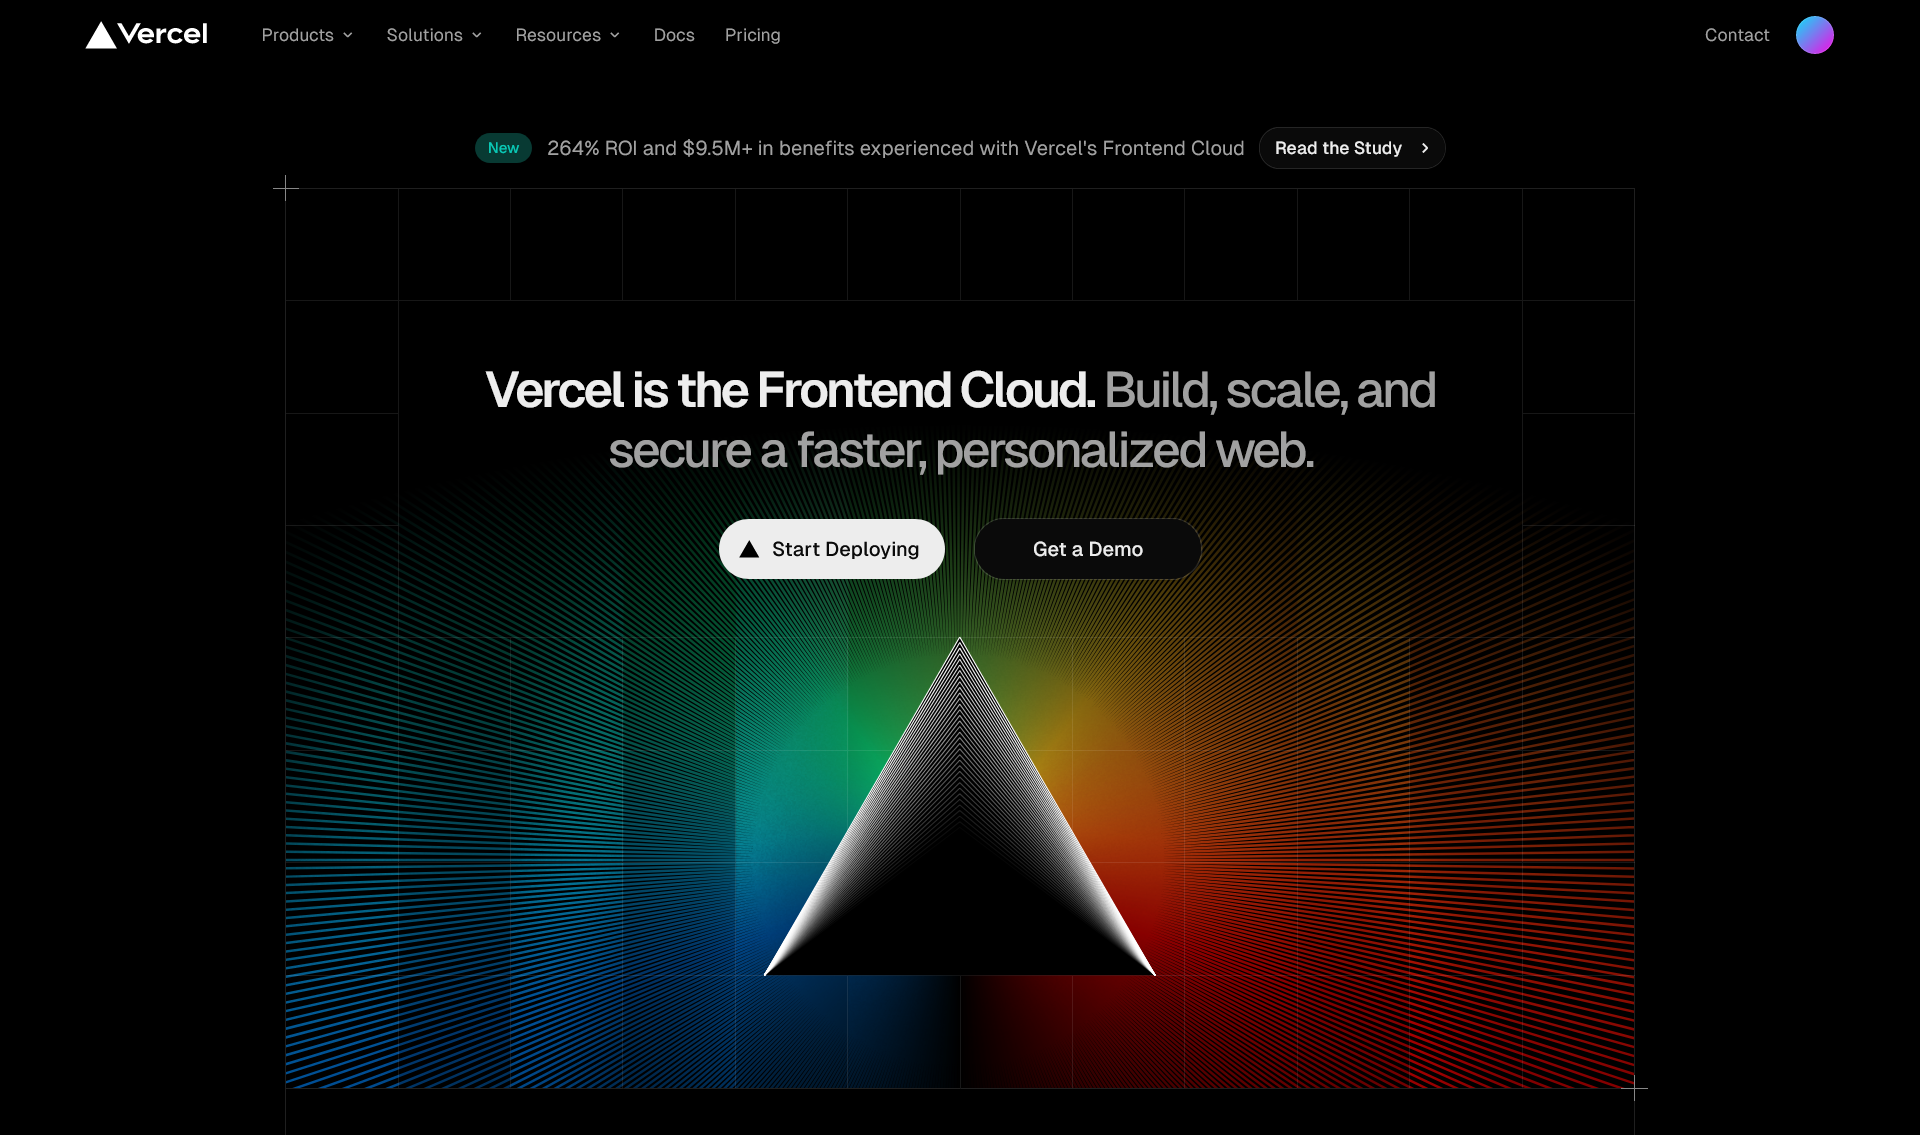 Vercel
Products
Solutions
Resources
Docs
Pricing
Contact
New
264% ROI and $9.5M+ in benefits experienced with Vercel's Frontend Cloud
Read the Study
Vercel is the Frontend Cloud. Build, scale, and
secure a faster, personalized web.
Start Deploying
Get a Demo